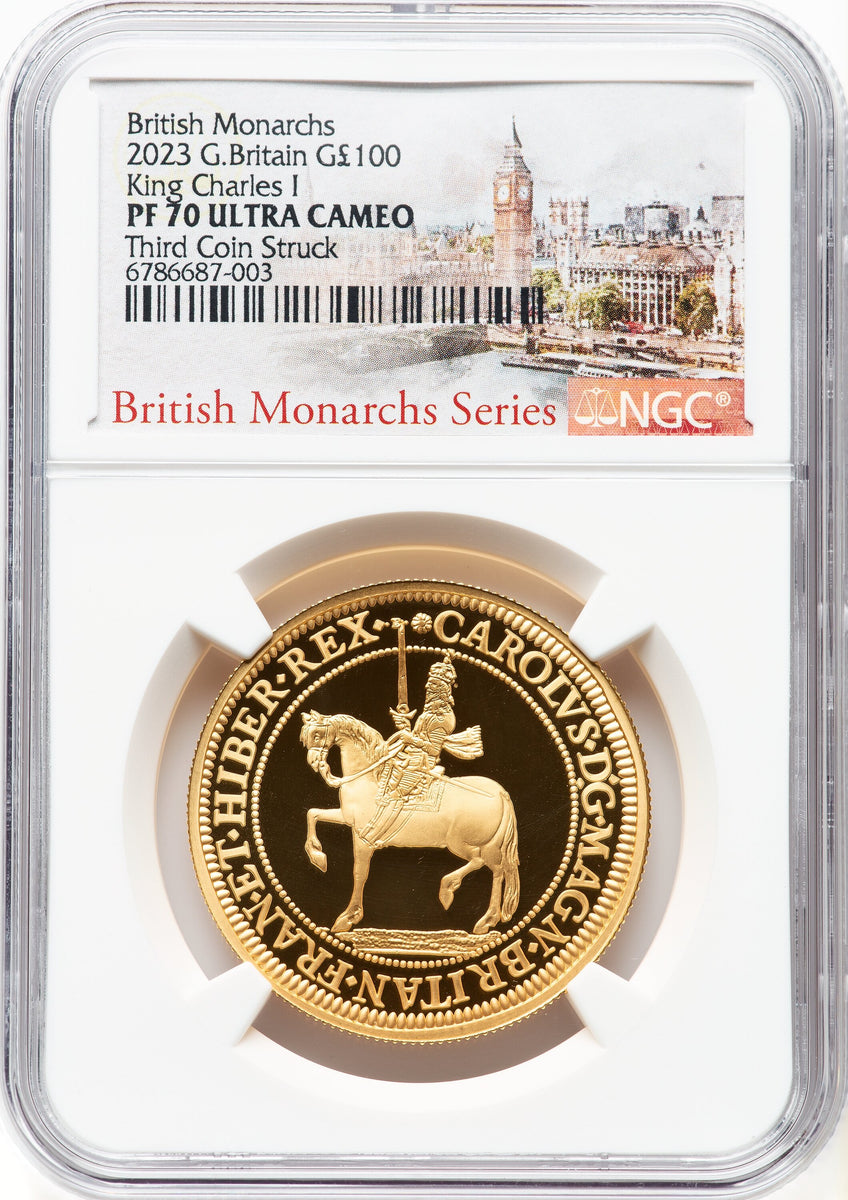 British Monarchs
2023 G.Britain G£100
King Charles I
PF 70 ULTRA CAMEO
Third Coin Struck
6786687-003
British Monarchs Series
NGC®
CAROLVS·D·G·MAG·N·BRITAN·FRAN·ET·HIBER·REX·